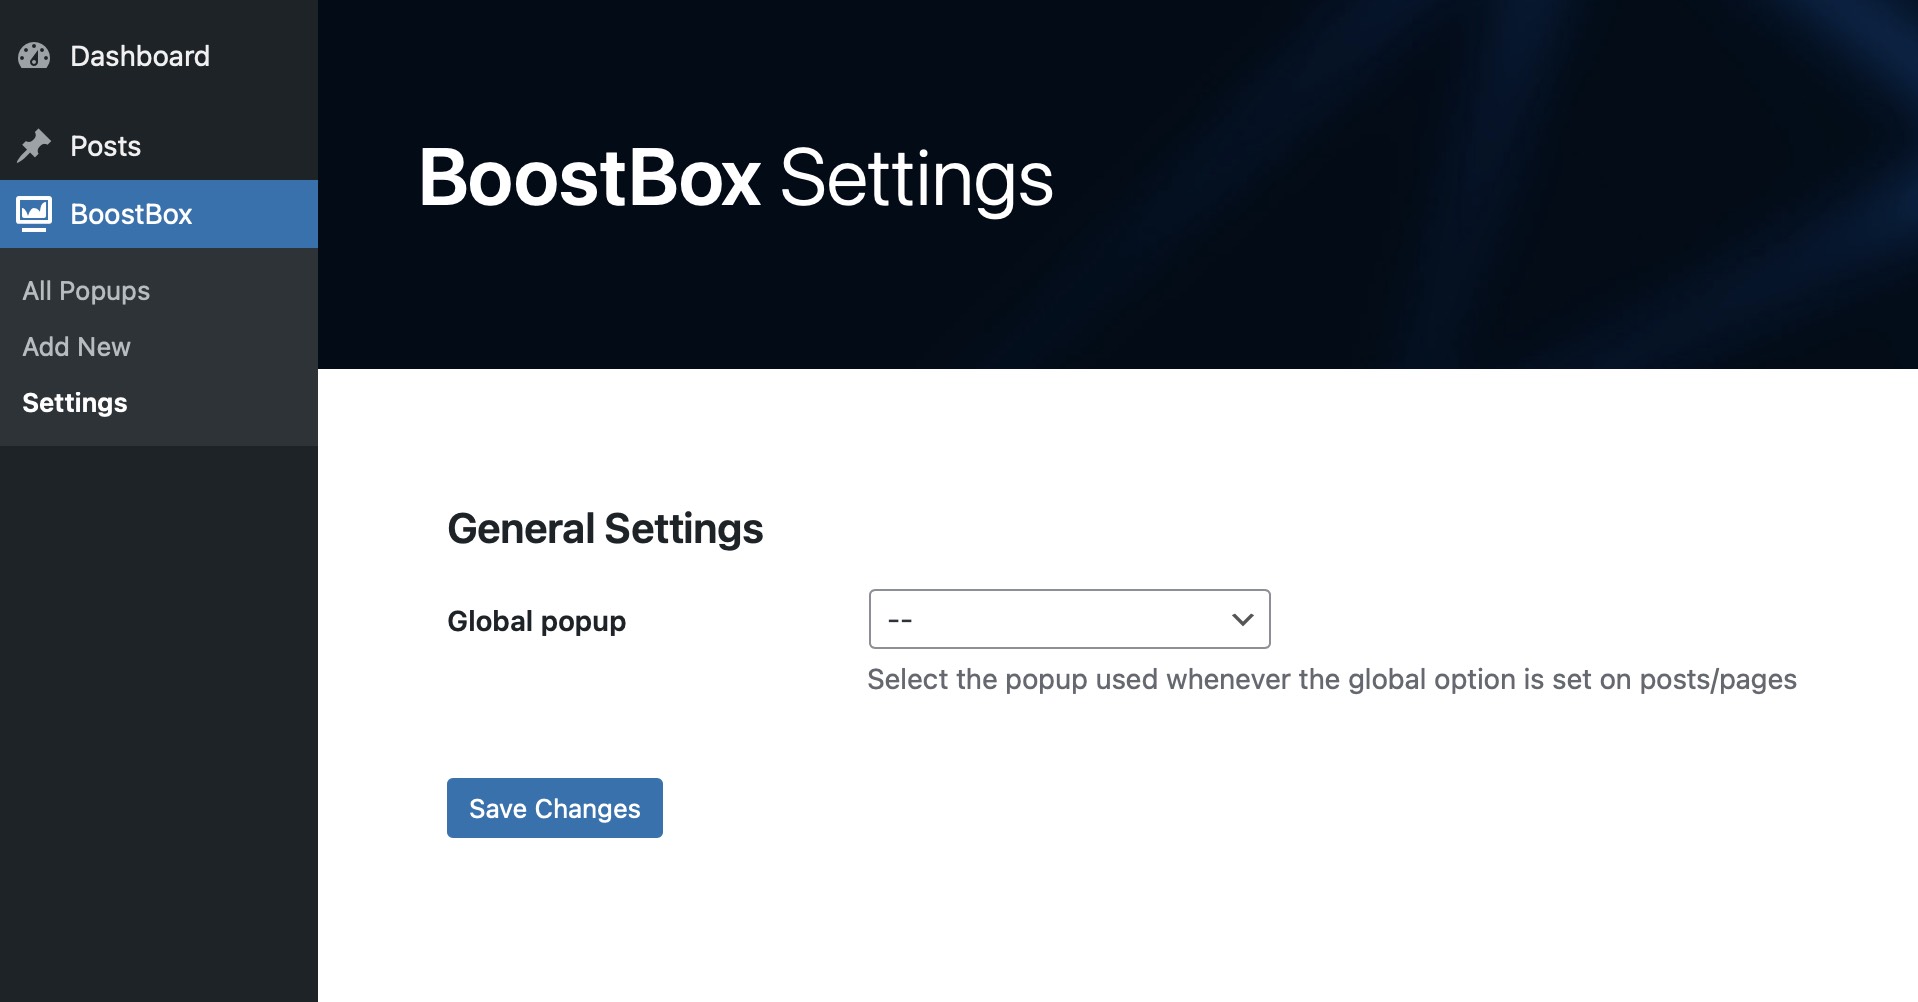 Dashboard
Posts
BoostBox
All Popups
Add New
Settings
BoostBox Settings
General Settings
Global popup
--
Select the popup used whenever the global option is set on posts/pages
Save Changes